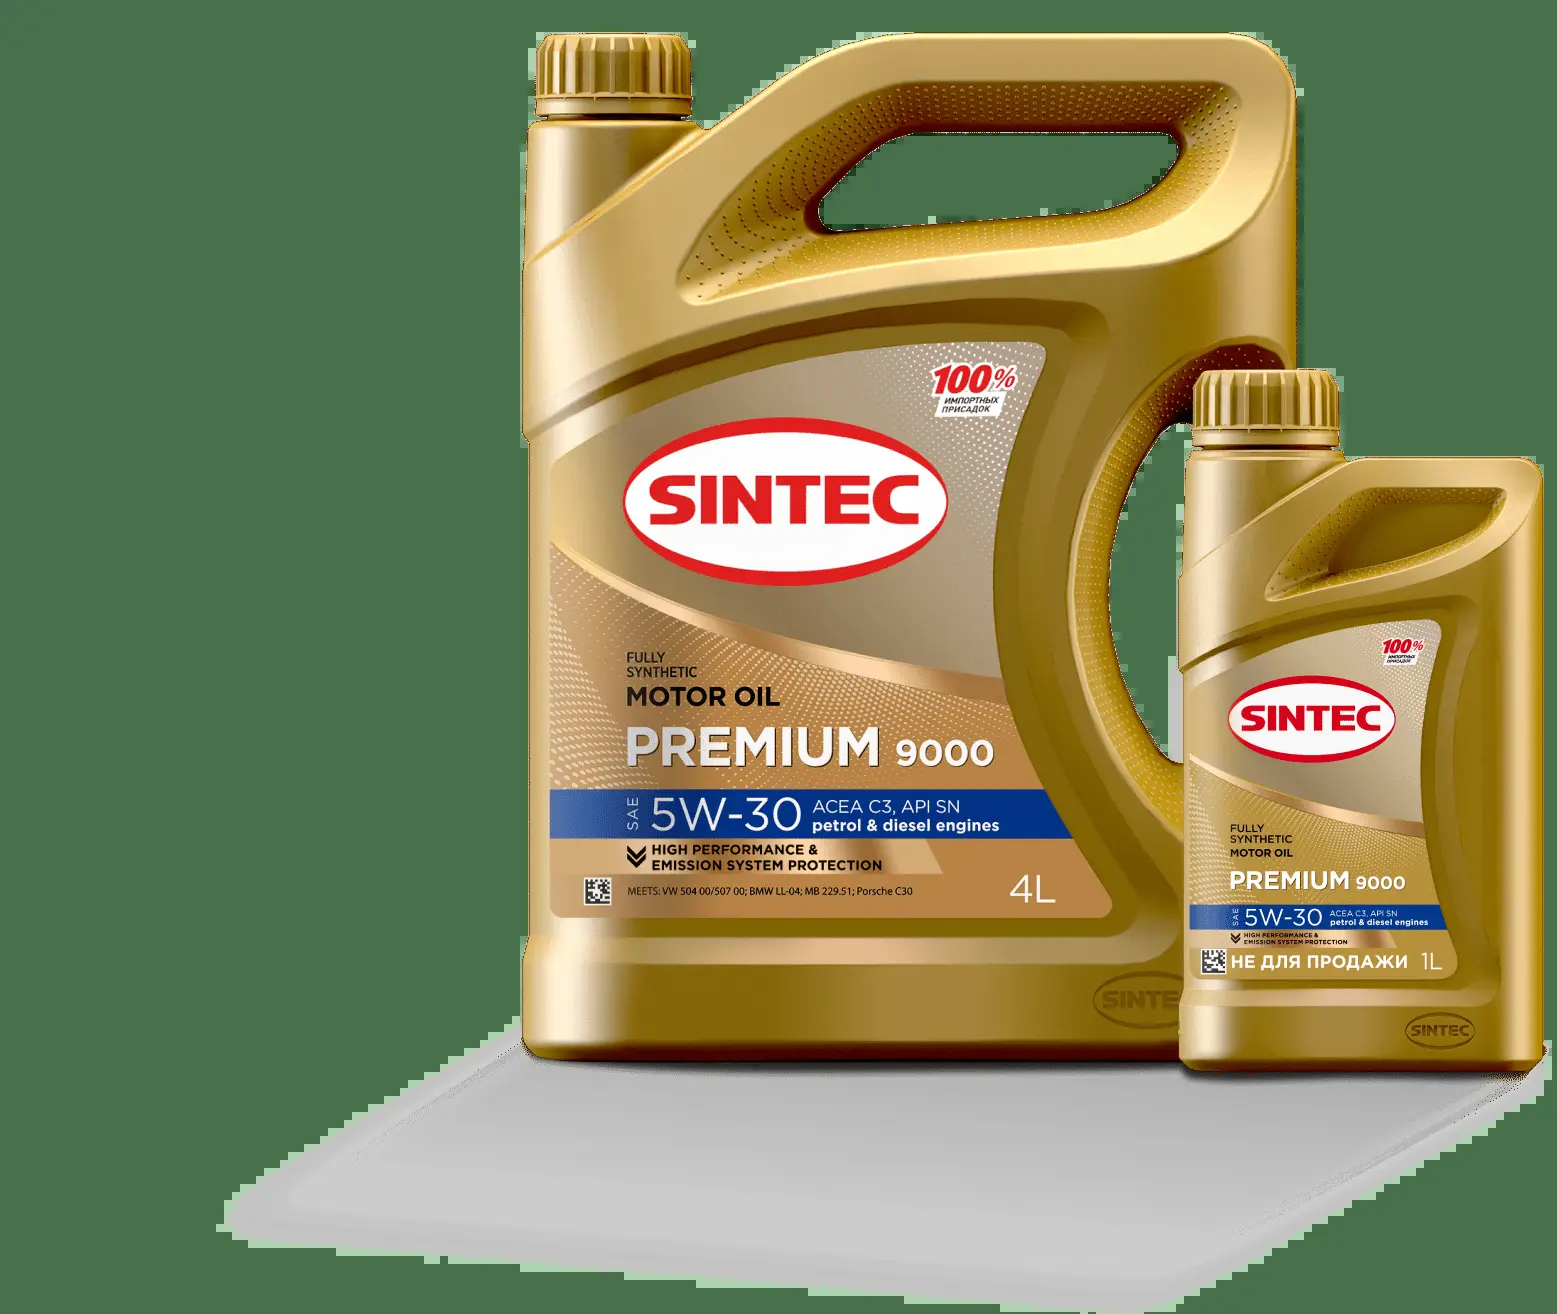 100%
ИМПОРТНЫХ
ПРИСАДОК
SINTEC
FULLY
SYNTHETIC
MOTOR OIL
PREMIUM 9000
SAE 5W-30 ACEA C3, API SN
petrol & diesel engines
HIGH PERFORMANCE &
EMISSION SYSTEM PROTECTION
MEETS: VW 504 00/507 00; BMW LL-04; MB 229.51; Porsche C30
4L
SINTE
100%
ИМПОРТНЫХ
ПРИСАДОК
SINTEC
FULLY
SYNTHETIC
MOTOR OIL
PREMIUM 9000
SAE 5W-30 ACEA C3, API SN
petrol & diesel engines
HIGH PERFORMANCE &
EMISSION SYSTEM PROTECTION
НЕ ДЛЯ ПРОДАЖИ 1L
SINTEC